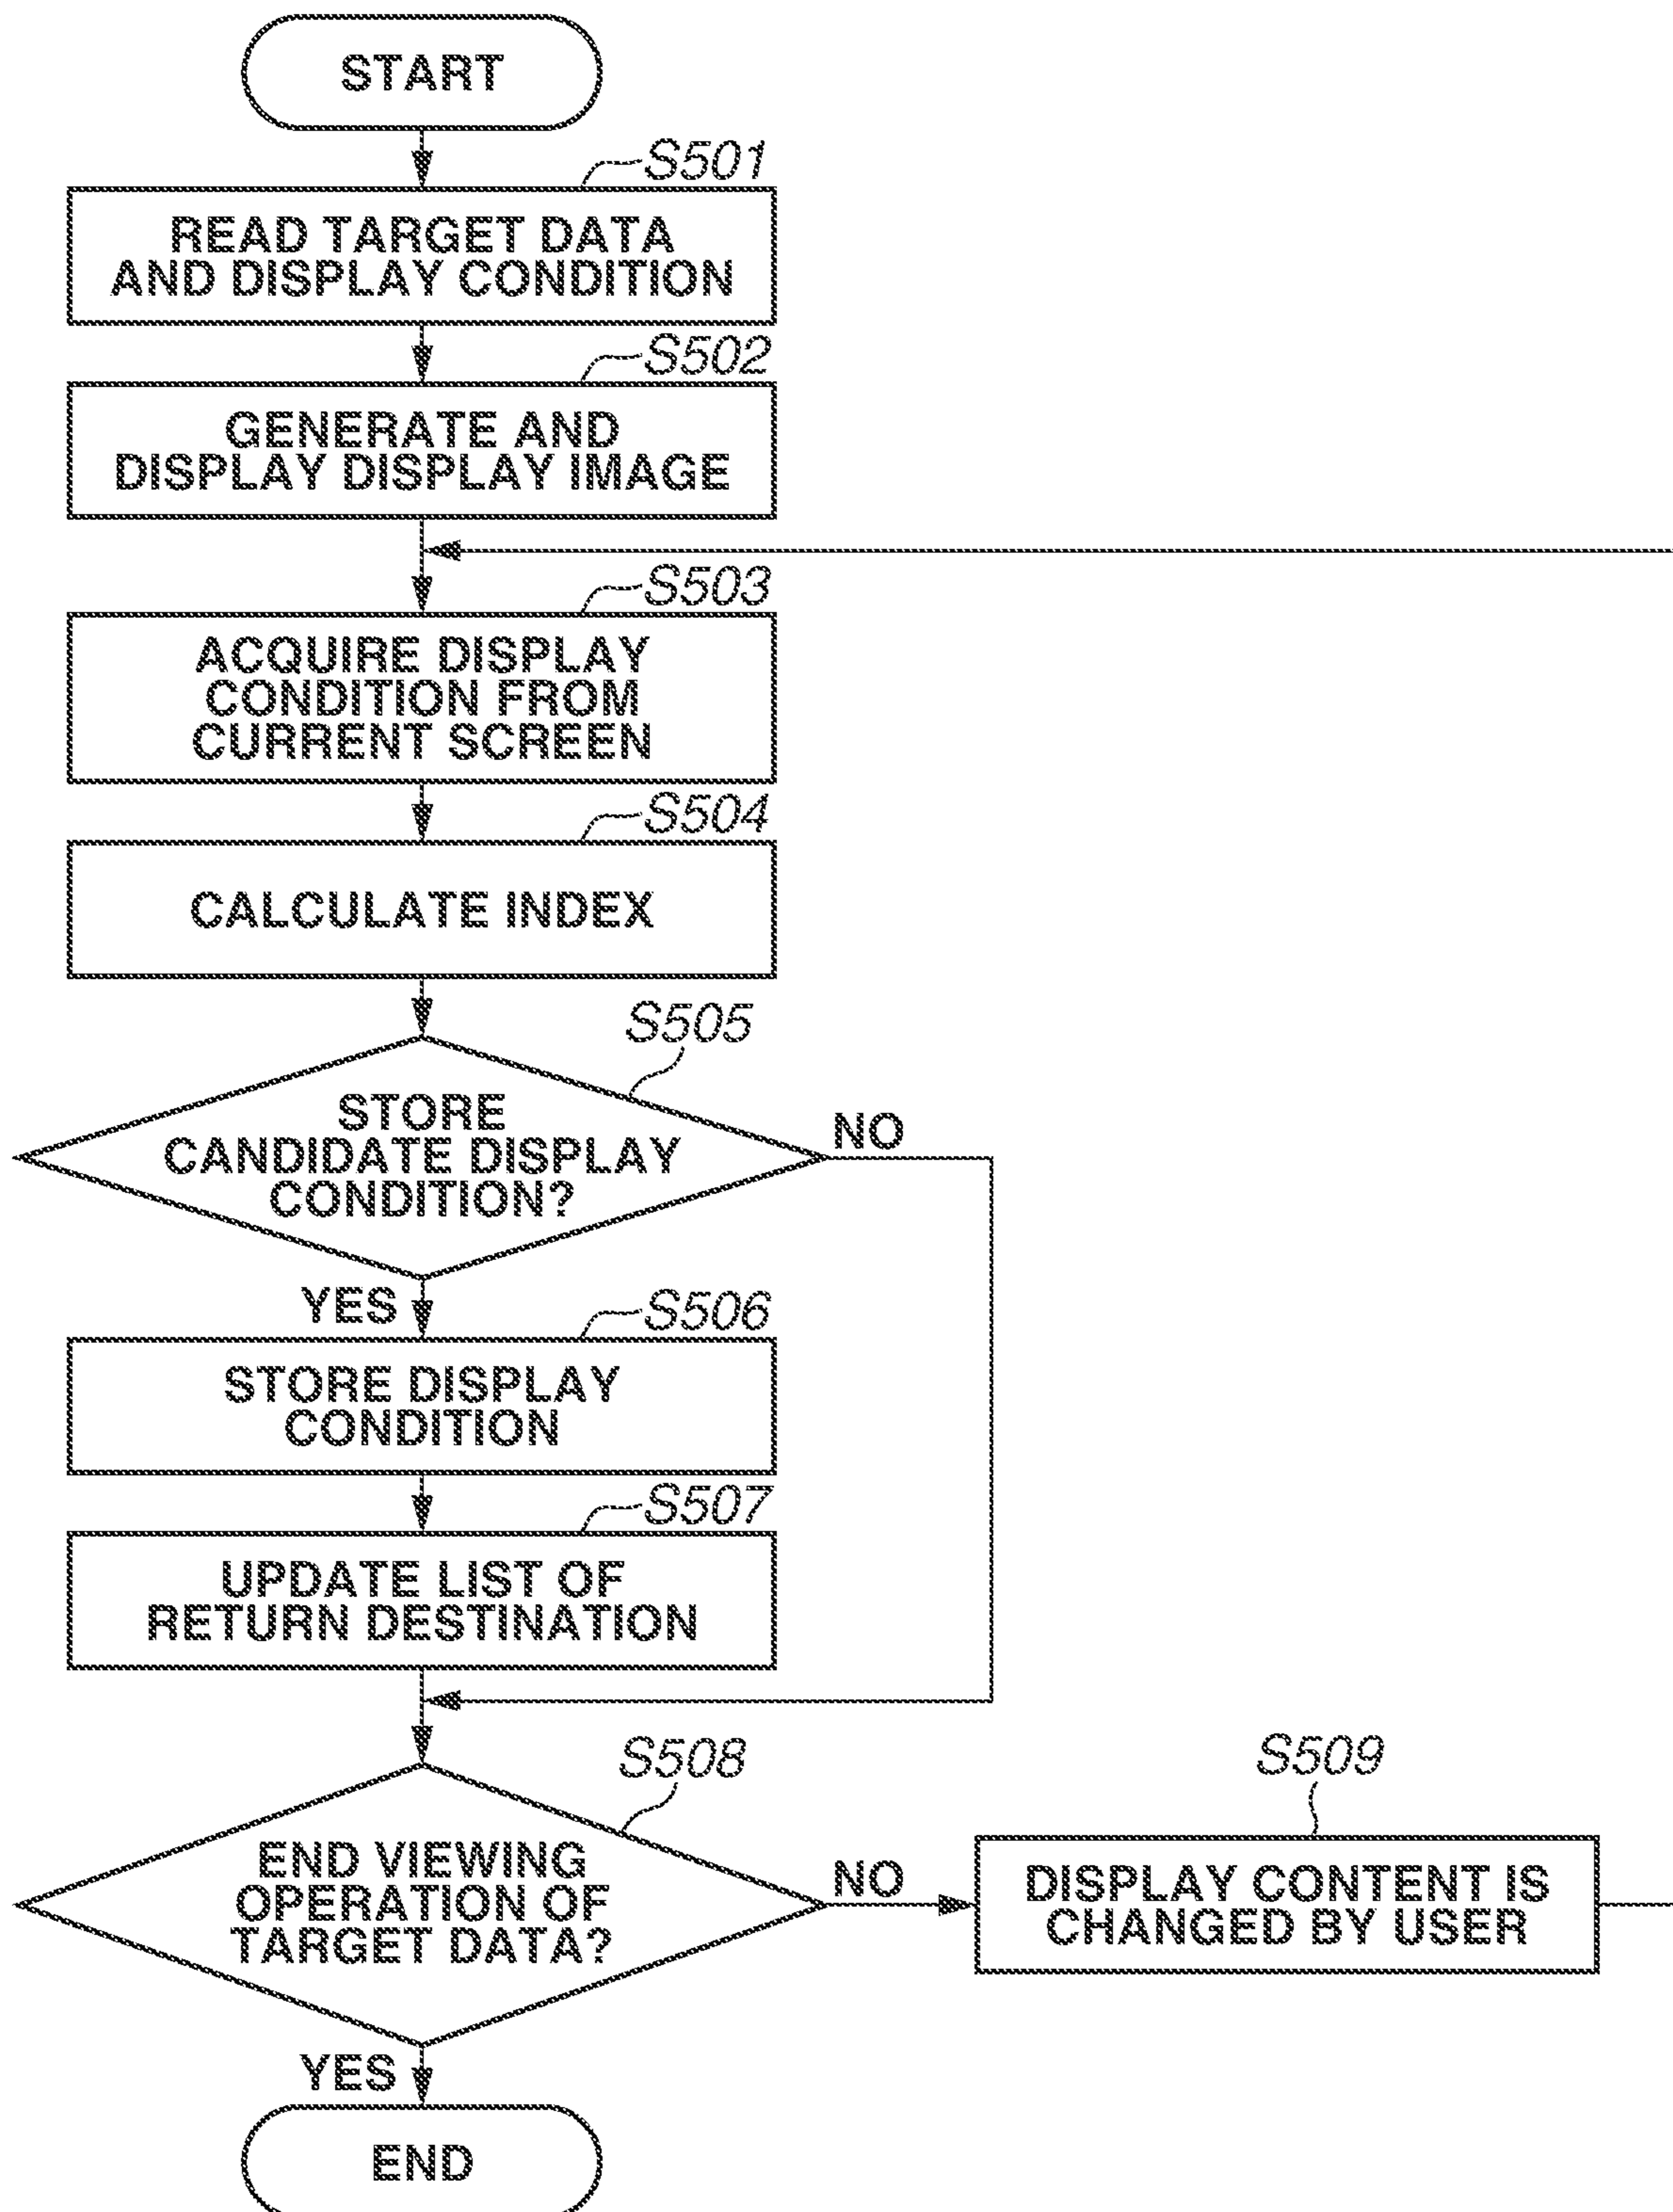 START
S501
READ TARGET DATA
AND DISPLAY CONDITION
S502
GENERATE AND
DISPLAY DISPLAY IMAGE
S503
ACQUIRE DISPLAY
CONDITION FROM
CURRENT SCREEN
S504
CALCULATE INDEX
S505
STORE
CANDIDATE DISPLAY
CONDITION?
NO
YES
S506
STORE DISPLAY
CONDITION
S507
UPDATE LIST OF
RETURN DESTINATION
S508
END VIEWING
OPERATION OF
TARGET DATA?
NO
S509
DISPLAY CONTENT IS
CHANGED BY USER
YES
END